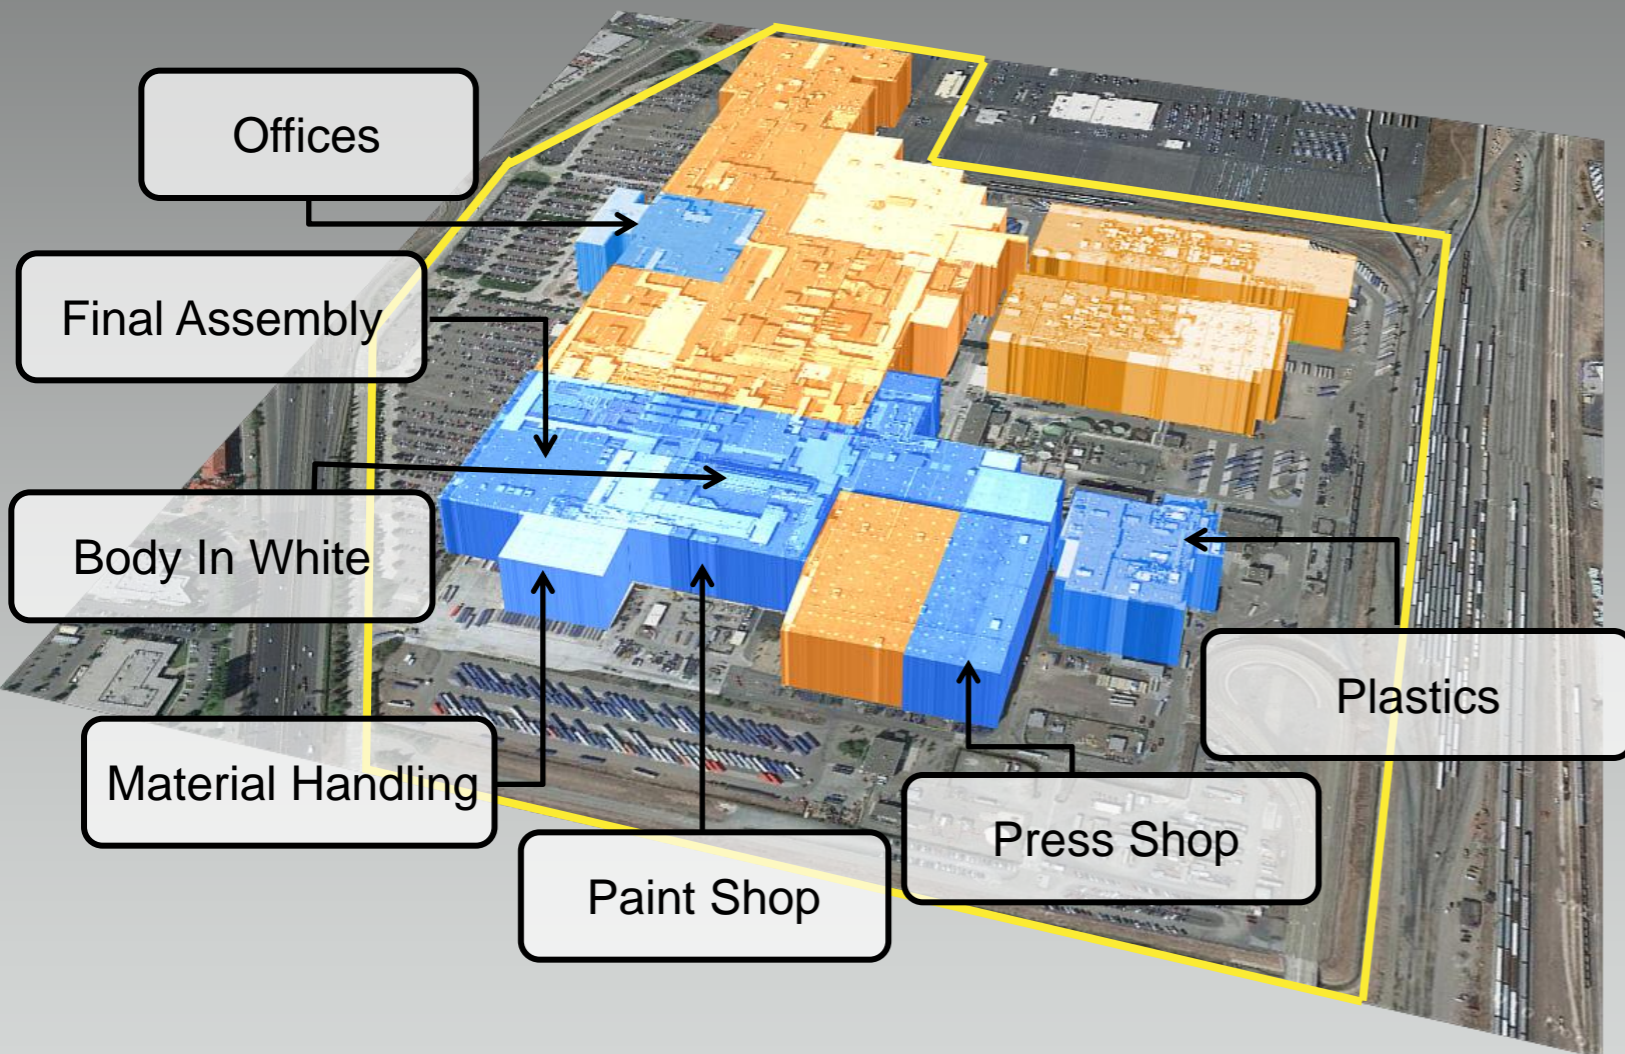 Offices
Final Assembly
Body In White
Material Handling
Paint Shop
Press Shop
Plastics